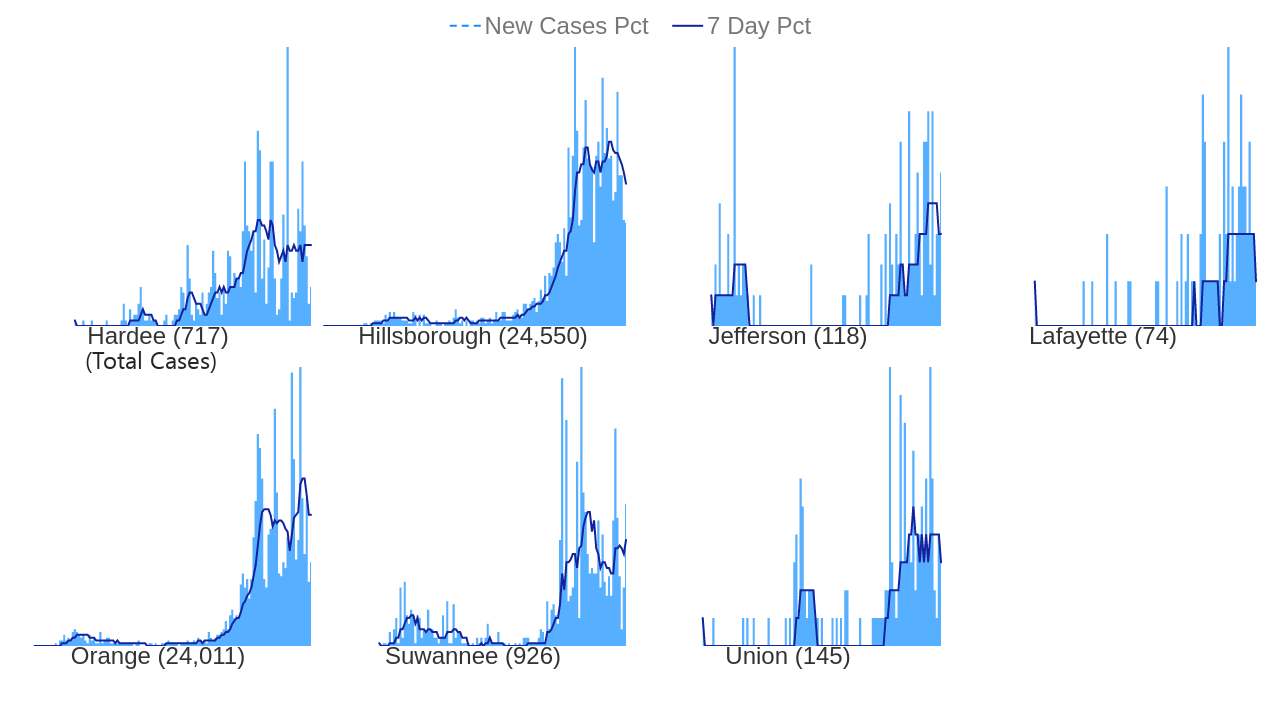 New Cases Pct 7 Day Pct
Hardee (717) Hillsborough (24,550) Jefferson (118) Lafayette (74)
(Total Cases)
Orange (24,011) Suwannee (926) Union (145)